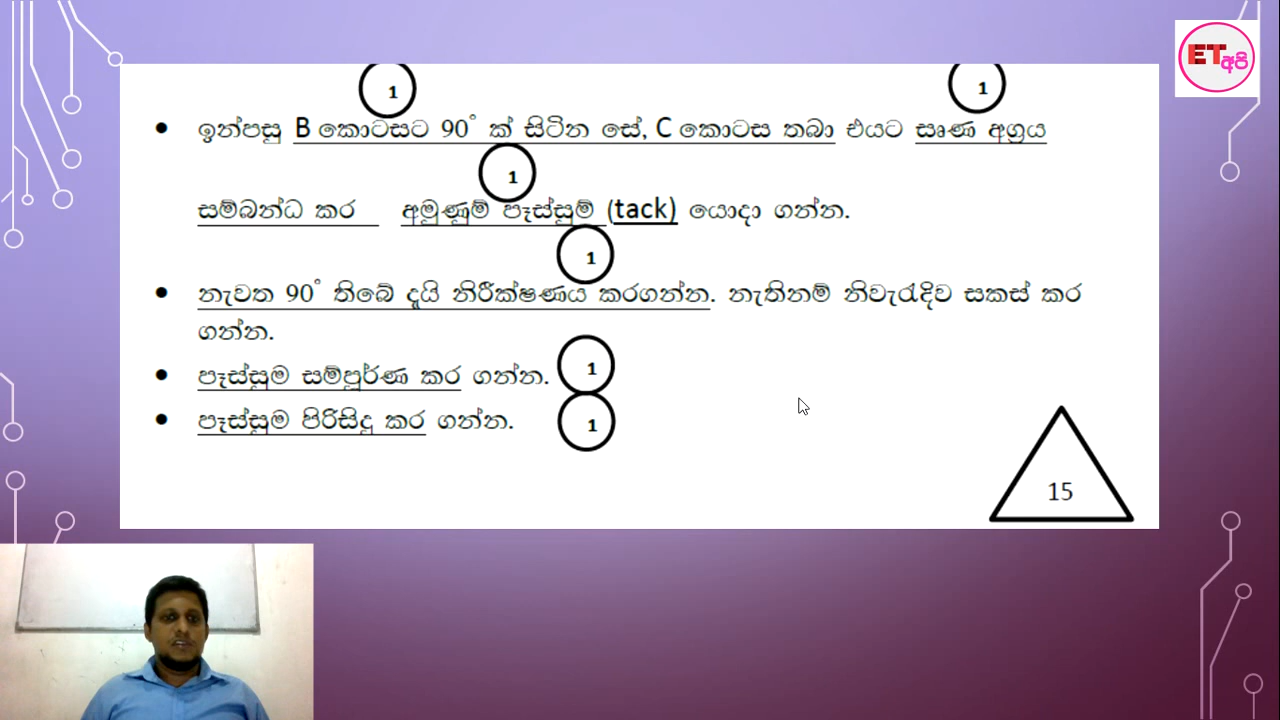 ET අපි
1 1
ඉන්පසු B කොටසට 90° ක් සිටින සේ, C කොටස තබා එයට සෘණ අග්‍රය
1
සම්බන්ධ කර අමුණුම් පෑස්සුම් (tack) යොදා ගන්න.
1
නැවත 90° තිබේ දැයි නිරීක්ෂණය කරගන්න. නැතිනම් නිවැරැදිව සකස් කර
ගන්න.
පෑස්සුම සම්පූර්ණ කර ගන්න. 1
පෑස්සුම පිරිසිදු කර ගන්න. 1
15